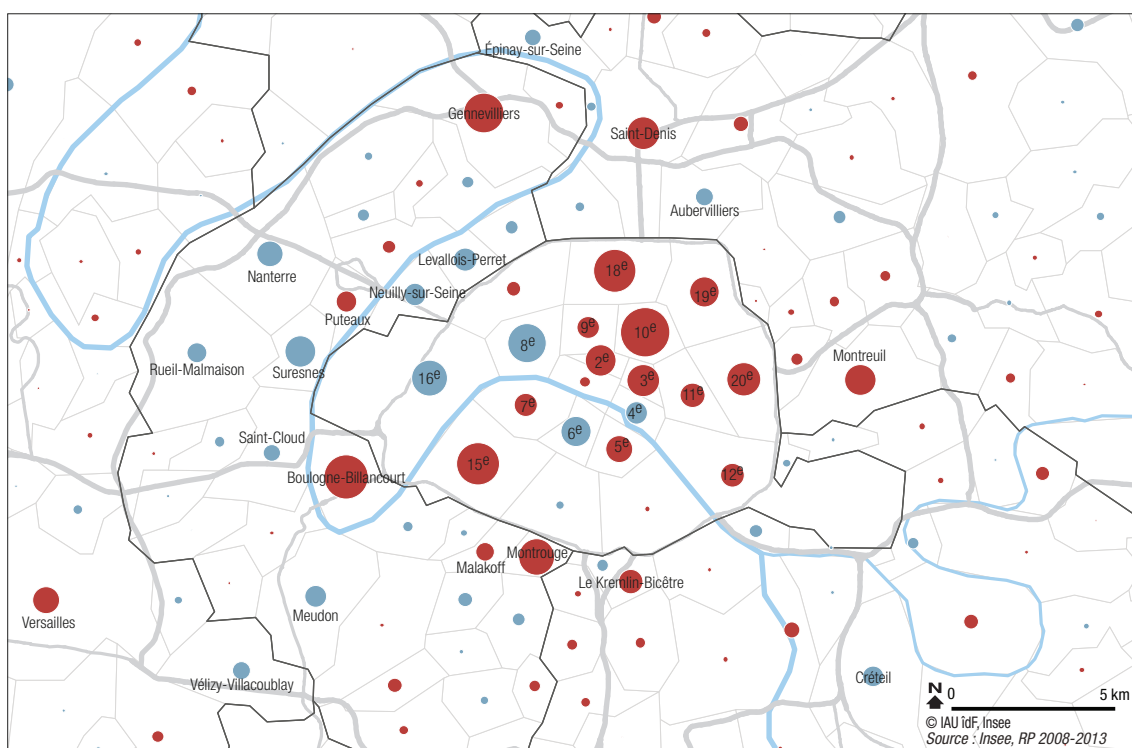 Épinay-sur-Seine
Gennevilliers
Saint-Denis
Aubervilliers
Nanterre
Levallois-Perret
Neuilly-sur-Seine
Puteaux
18e
19e
9e
10e
8e
2e
Rueil-Malmaison
Suresnes
16e
3e
20e
Montreuil
11e
7e
4e
6e
5e
Saint-Cloud
15e
12e
Boulogne-Billancourt
Malakoff
Montrouge
Le Kremlin-Bicêtre
Versailles
Meudon
Vélizy-Villacoublay
Créteil
N 0 5 km
© IAU îdF, Insee
Source : Insee, RP 2008-2013